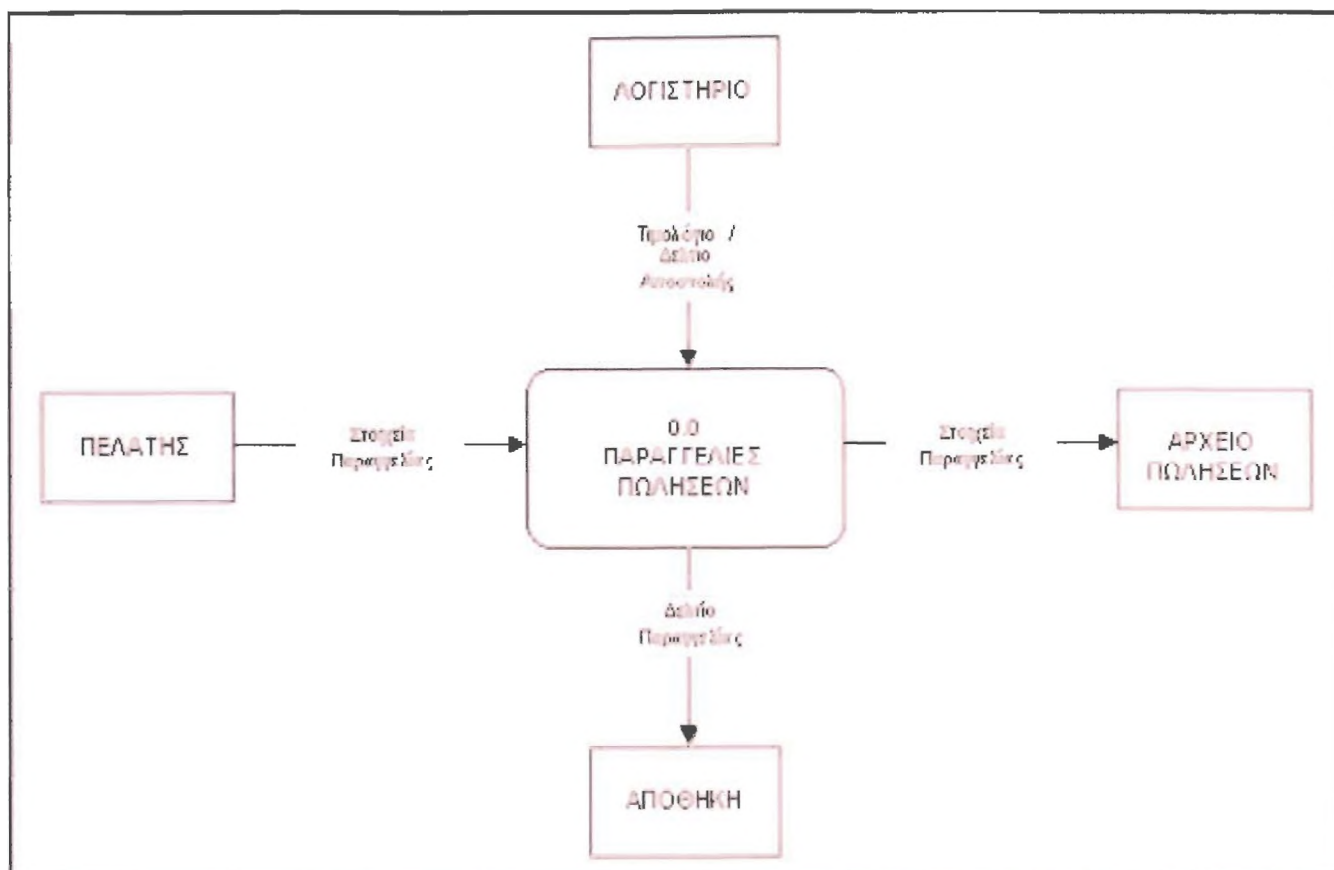 ΛΟΓΙΣΤΗΡΙΟ
Τιμολόγιο /
Δελτίο
Αποστολής
ΠΕΛΑΤΗΣ
Στοιχεία
Παραγγελίας
0.0
ΠΑΡΑΓΓΕΛΙΕΣ
ΠΩΛΗΣΕΩΝ
Στοιχεία
Παραγγελίας
ΑΡΧΕΙΟ
ΠΩΛΗΣΕΩΝ
Δελτίο
Παραγγελίας
ΑΠΟΘΗΚΗ